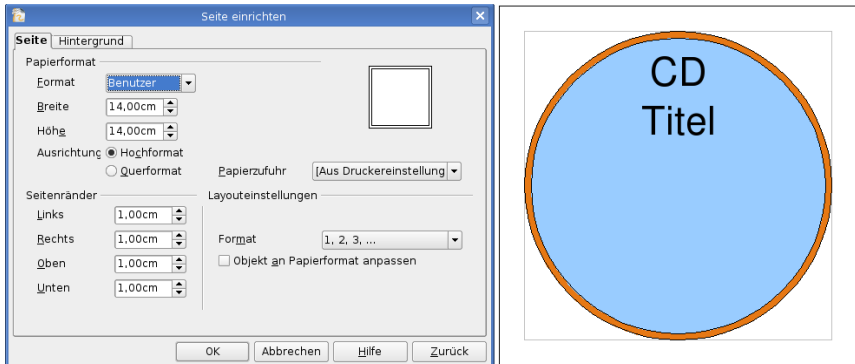 Seite einrichten
Seite Hintergrund
Papierformat
Format Benutzer
Breite 14,00cm
Höhe 14,00cm
Ausrichtung Hochformat
Querformat Papierzufuhr [Aus Druckereinstellung
Seitenränder Layouteinstellungen
Links 1,00cm
Rechts 1,00cm Format 1, 2, 3, ...
Oben 1,00cm Objekt an Papierformat anpassen
Unten 1,00cm
OK Abbrechen Hilfe Zurück
CD
Titel